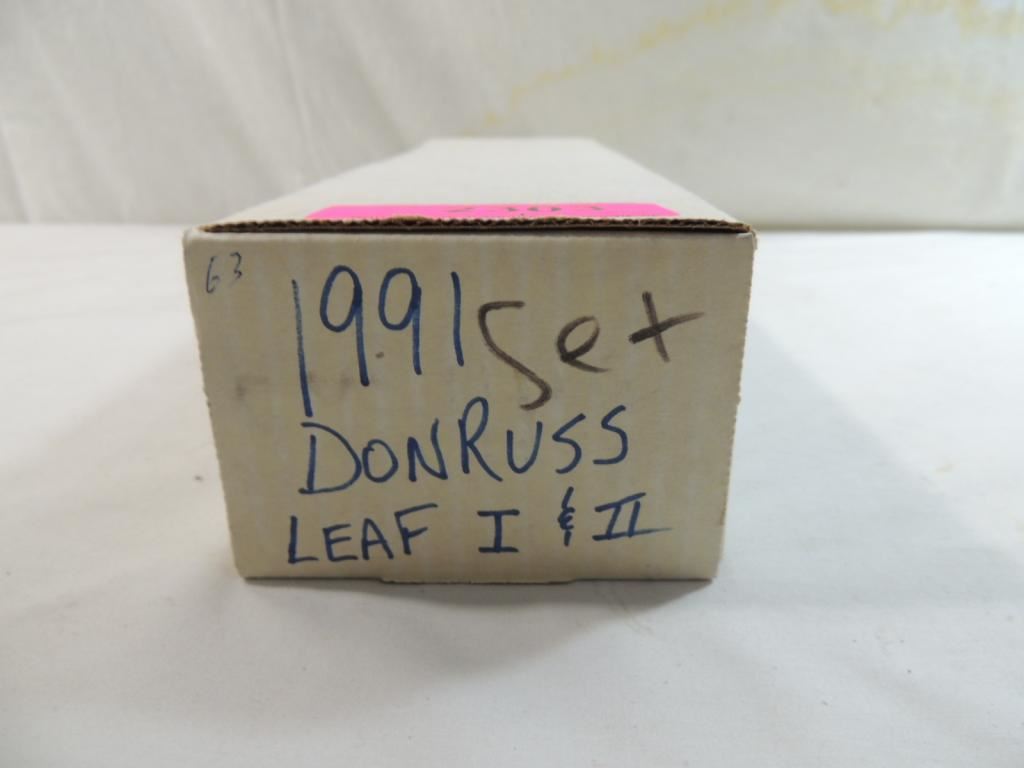 63
1991 Set
DONRUSS
LEAF I & II